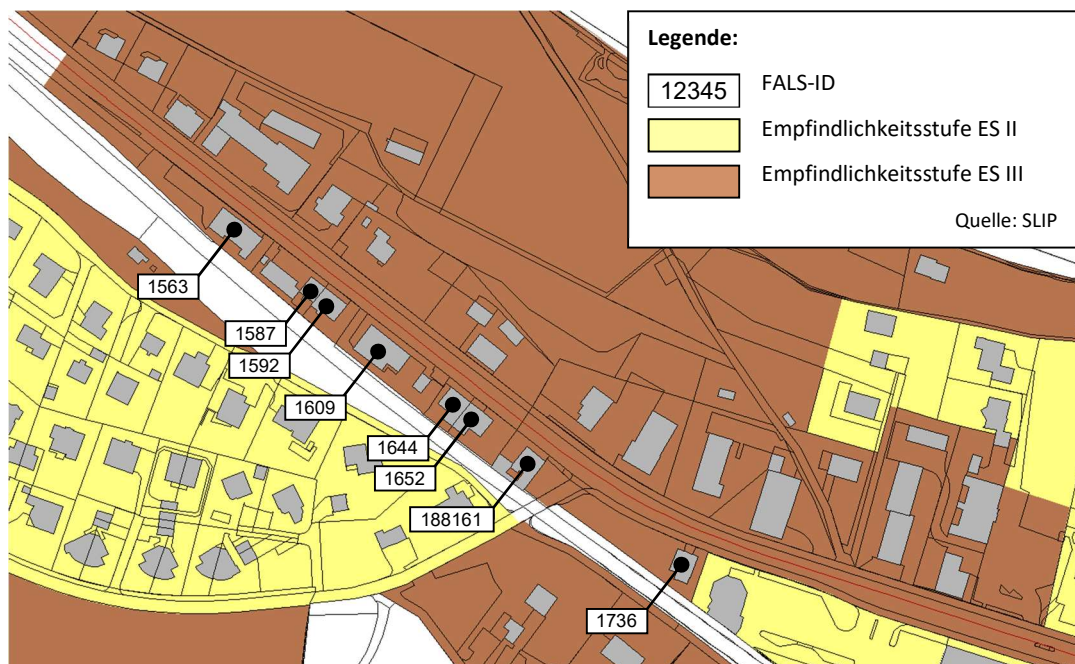 Legende:
12345 FALS-ID
Empfindlichkeitsstufe ES II
Empfindlichkeitsstufe ES III
Quelle: SLIP
1563
1587
1592
1609
1644
1652
188161
1736